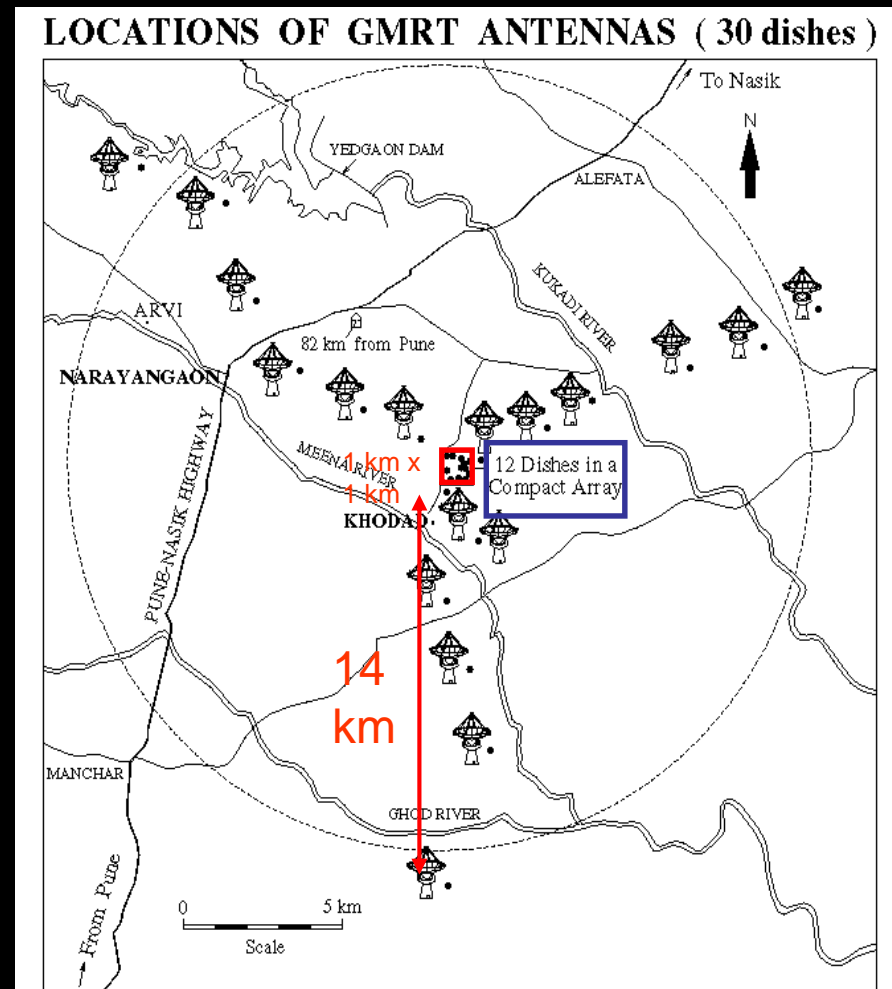 LOCATIONS OF GMRT ANTENNAS ( 30 dishes )
To Nasik
N
YEDGAON DAM
ALEFATA
KUKADI RIVER
ARVI
82 km from Pune
NARAYANGAON
PUNE-NASIK HIGHWAY
MEENA RIVER
1 km x
1 km
12 Dishes in a
Compact Array
KHODAD
14
km
MANCHAR
GHOD RIVER
From Pune
0 5 km
Scale